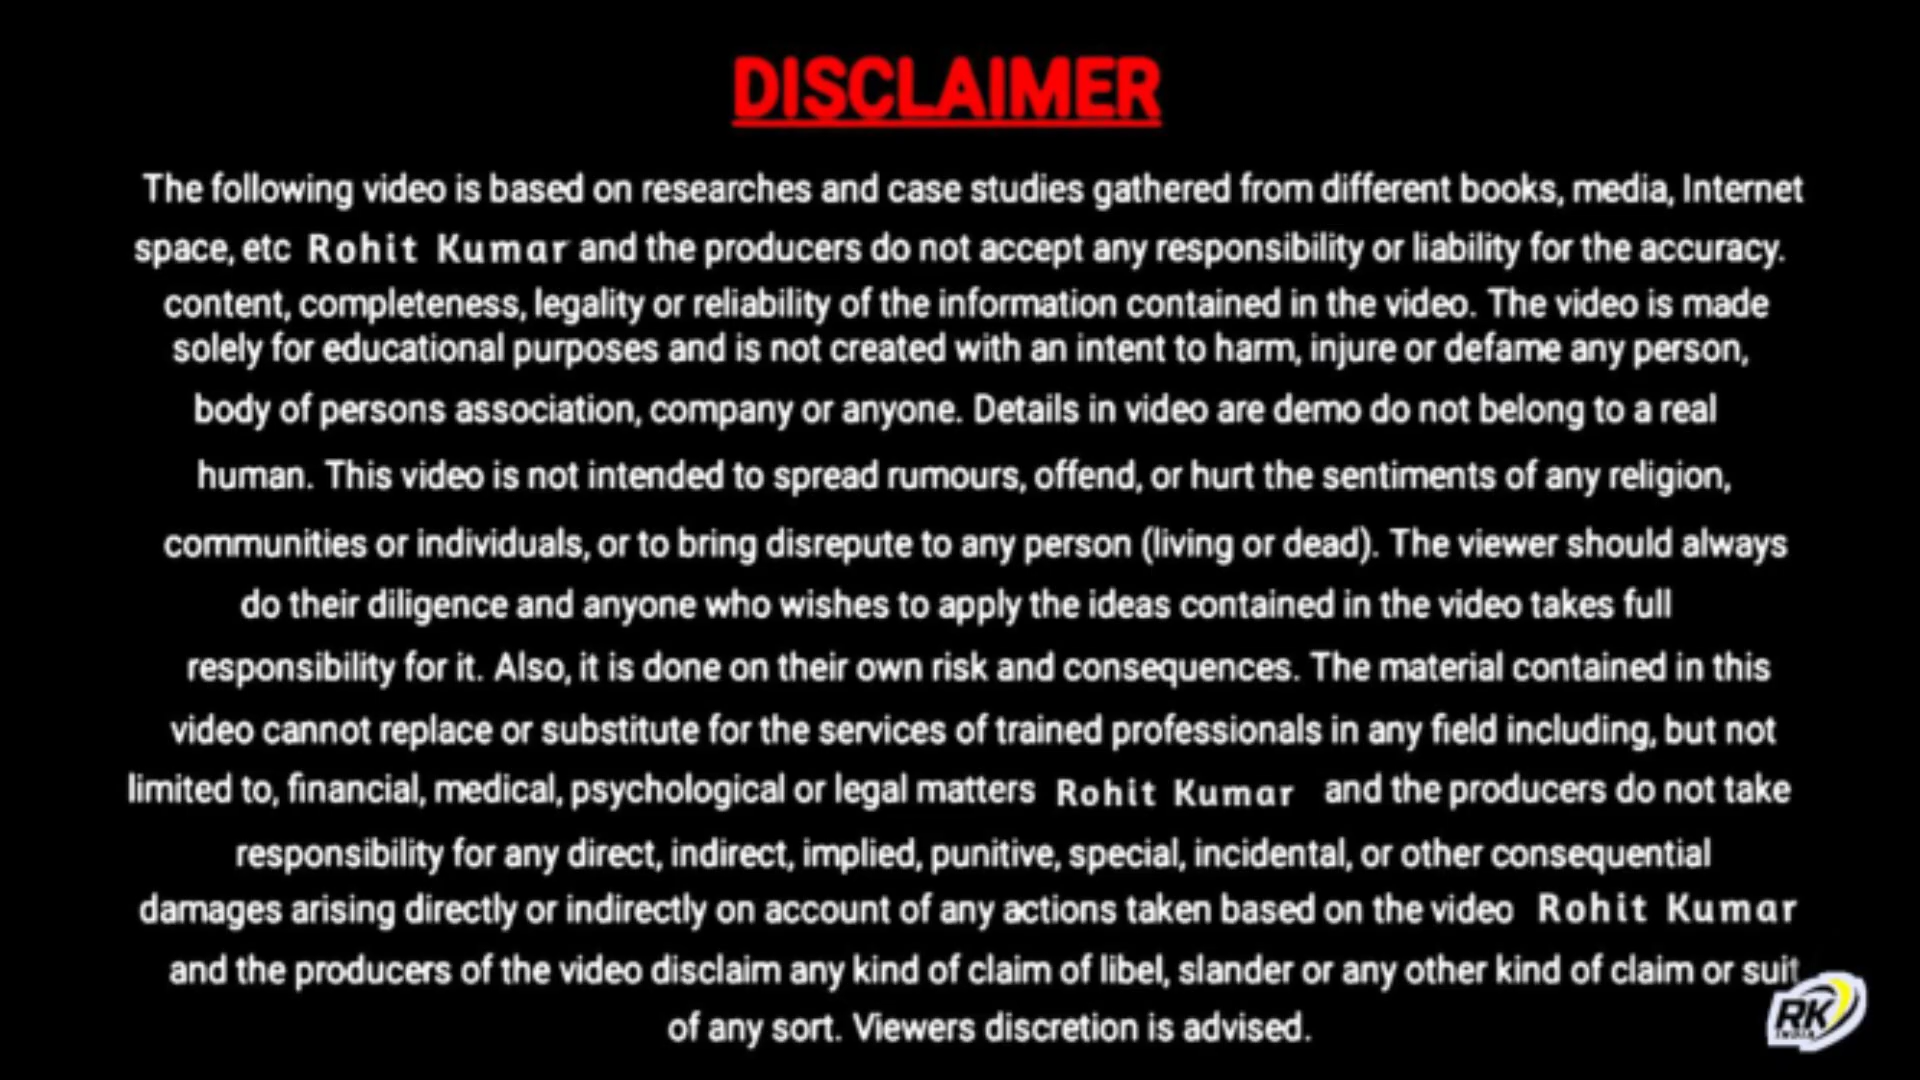 DISCLAIMER
The following video is based on researches and case studies gathered from different books, media, Internet
space, etc Rohit Kumar and the producers do not accept any responsibility or liability for the accuracy.
content, completeness, legality or reliability of the information contained in the video. The video is made
solely for educational purposes and is not created with an intent to harm, injure or defame any person,
body of persons association, company or anyone. Details in video are demo do not belong to a real
human. This video is not intended to spread rumours, offend, or hurt the sentiments of any religion,
communities or individuals, or to bring disrepute to any person (living or dead). The viewer should always
do their diligence and anyone who wishes to apply the ideas contained in the video takes full
responsibility for it. Also, it is done on their own risk and consequences. The material contained in this
video cannot replace or substitute for the services of trained professionals in any field including, but not
limited to, financial, medical, psychological or legal matters Rohit Kumar and the producers do not take
responsibility for any direct, indirect, implied, punitive, special, incidental, or other consequential
damages arising directly or indirectly on account of any actions taken based on the video Rohit Kumar
and the producers of the video disclaim any kind of claim of libel, slander or any other kind of claim or suit
of any sort. Viewers discretion is advised.
RK